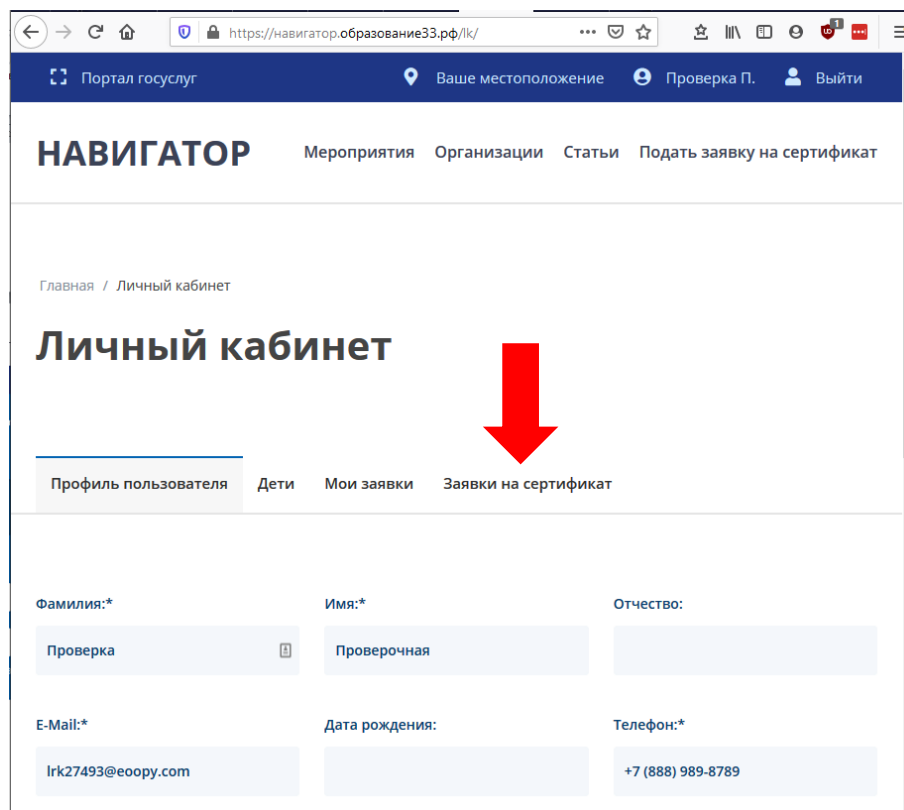 https://навигатор.образование33.рф/lk/
1
Портал госуслуг Ваше местоположение Проверка П. Выйти
НАВИГАТОР Мероприятия Организации Статьи Подать заявку на сертификат
Главная / Личный кабинет
Личный кабинет
Профиль пользователя Дети Мои заявки Заявки на сертификат
Фамилия:* Имя:* Отчество:
Проверка Проверочная
E-Mail:* Дата рождения: Телефон:*
lrk27493@eoopy.com +7 (888) 989-8789